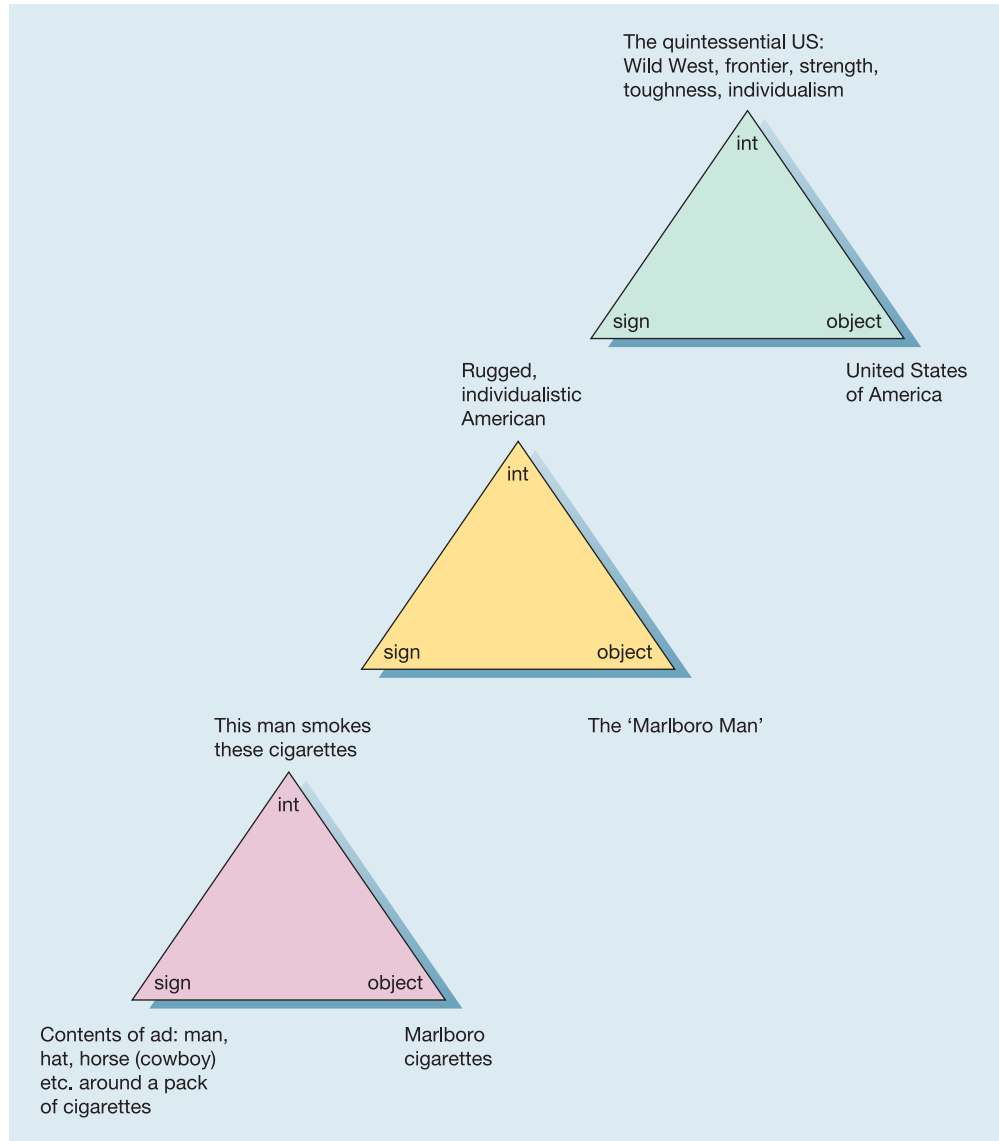 The quintessential US:
Wild West, frontier, strength,
toughness, individualism
int
sign
object
United States
of America
Rugged,
individualistic
American
int
sign
object
The ‘Marlboro Man’
This man smokes
these cigarettes
int
sign
object
Contents of ad: man,
hat, horse (cowboy)
etc. around a pack
of cigarettes
Marlboro
cigarettes